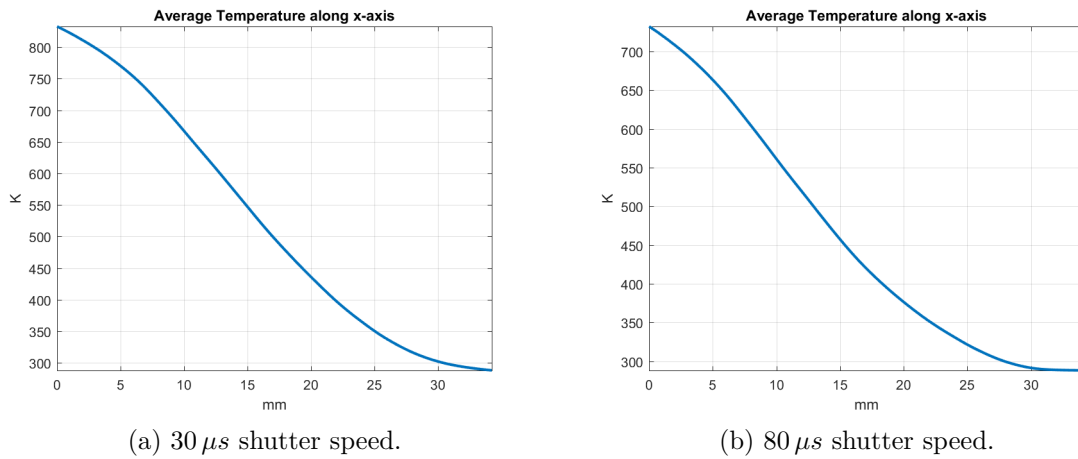 Average Temperature along x-axis
K
800
750
700
650
600
550
500
450
400
350
300
0 5 10 15 20 25 30
mm
(a) 30 μs shutter speed.
Average Temperature along x-axis
K
700
650
600
550
500
450
400
350
300
0 5 10 15 20 25 30
mm
(b) 80 μs shutter speed.